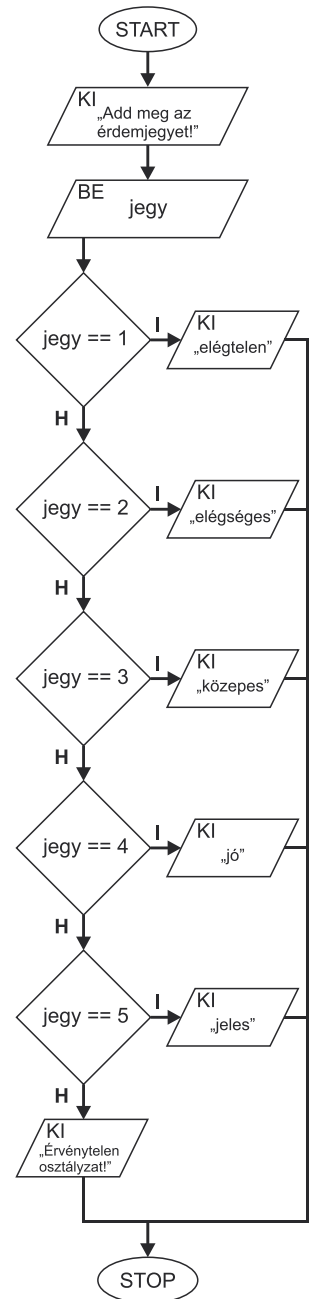 START
KI
„Add meg az
érdemjegyet!”
BE
jegy
jegy == 1
I
KI
„elégtelen”
H
jegy == 2
I
KI
„elégséges”
H
jegy == 3
I
KI
„közepes”
H
jegy == 4
I
KI
„jó”
H
jegy == 5
I
KI
„jeles”
H
KI
„Érvénytelen
osztályzat!”
STOP